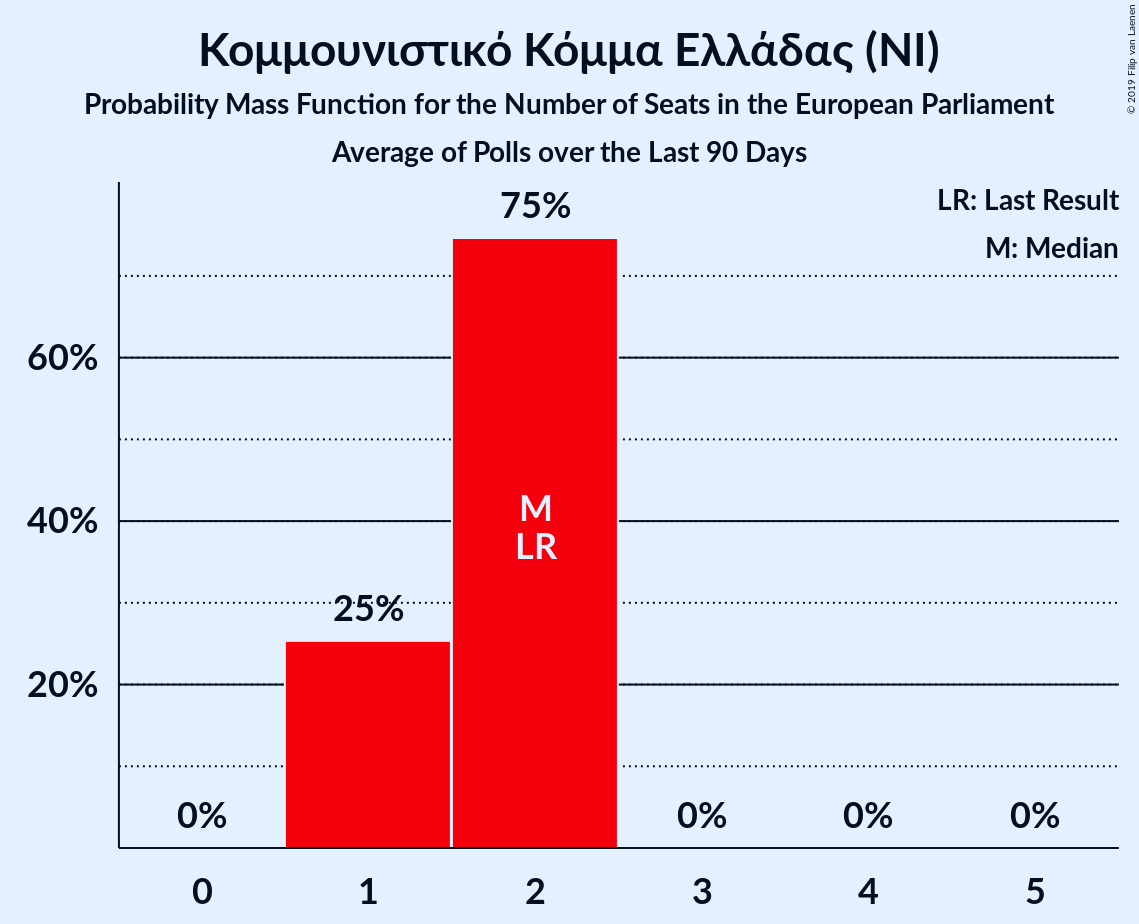 Κομμουνιστικό Κόμμα Ελλάδας (NI)
Probability Mass Function for the Number of Seats in the European Parliament
Average of Polls over the Last 90 Days
© 2019 Filip van Laenen
LR: Last Result
M: Median
75%
60%
40%
20%
M
LR
25%
0%
0%
0%
0%
0 1 2 3 4 5